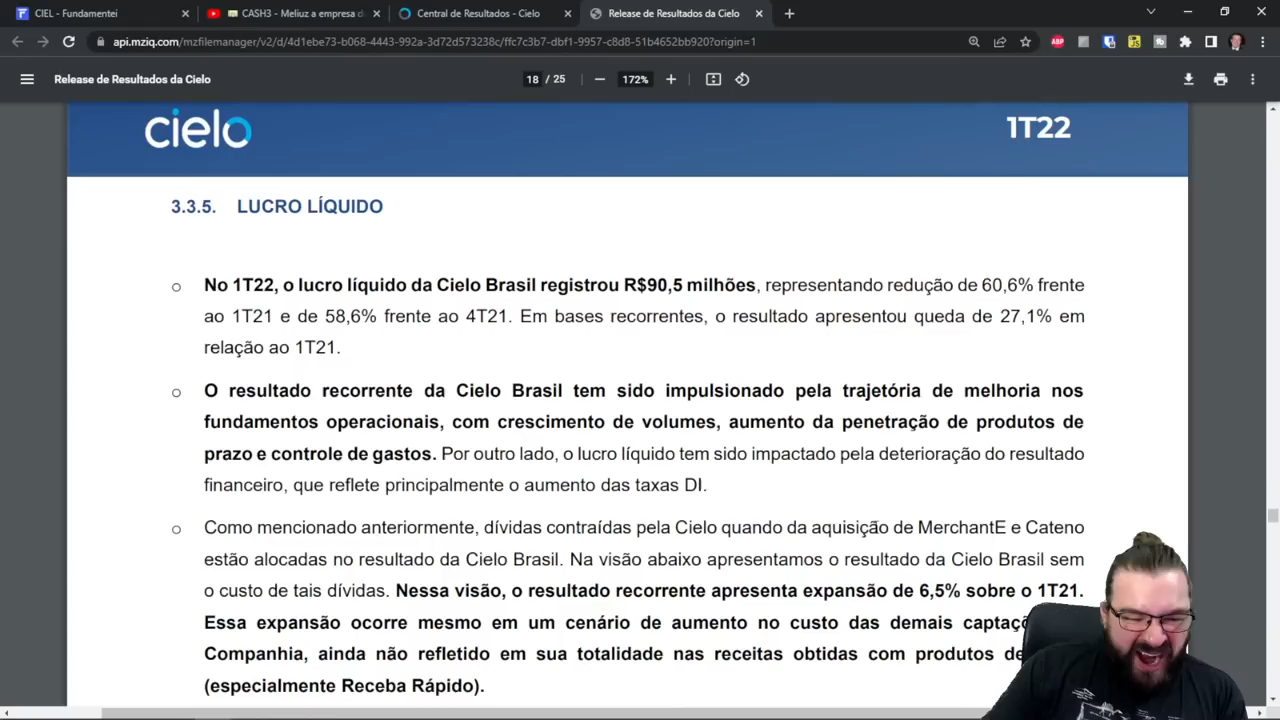 CIEL - Fundamentei
CASH3 - Meliuz a empresa d
Central de Resultados - Cielo
Release de Resultados da Cielo
api.mziq.com/mzfilemanager/v2/d/4d1ebe73-b068-4443-992a-3d72d573238c/ffc7c3b7-dbf1-9957-c8d8-51b4652bb920?origin=1
ABP
Release de Resultados da Cielo
18 / 25
172%
cielo
1T22
3.3.5. LUCRO LÍQUIDO
No 1T22, o lucro líquido da Cielo Brasil registrou R$90,5 milhões, representando redução de 60,6% frente
ao 1T21 e de 58,6% frente ao 4T21. Em bases recorrentes, o resultado apresentou queda de 27,1% em
relação ao 1T21.
O resultado recorrente da Cielo Brasil tem sido impulsionado pela trajetória de melhoria nos
fundamentos operacionais, com crescimento de volumes, aumento da penetração de produtos de
prazo e controle de gastos. Por outro lado, o lucro líquido tem sido impactado pela deterioração do resultado
financeiro, que reflete principalmente o aumento das taxas DI.
Como mencionado anteriormente, dívidas contraídas pela Cielo quando da aquisição de MerchantE e Cateno
estão alocadas no resultado da Cielo Brasil. Na visão abaixo apresentamos o resultado da Cielo Brasil sem
o custo de tais dívidas. Nessa visão, o resultado recorrente apresenta expansão de 6,5% sobre o 1T21.
Essa expansão ocorre mesmo em um cenário de aumento no custo das demais captaç
Companhia, ainda não refletido em sua totalidade nas receitas obtidas com produtos de
(especialmente Receba Rápido).